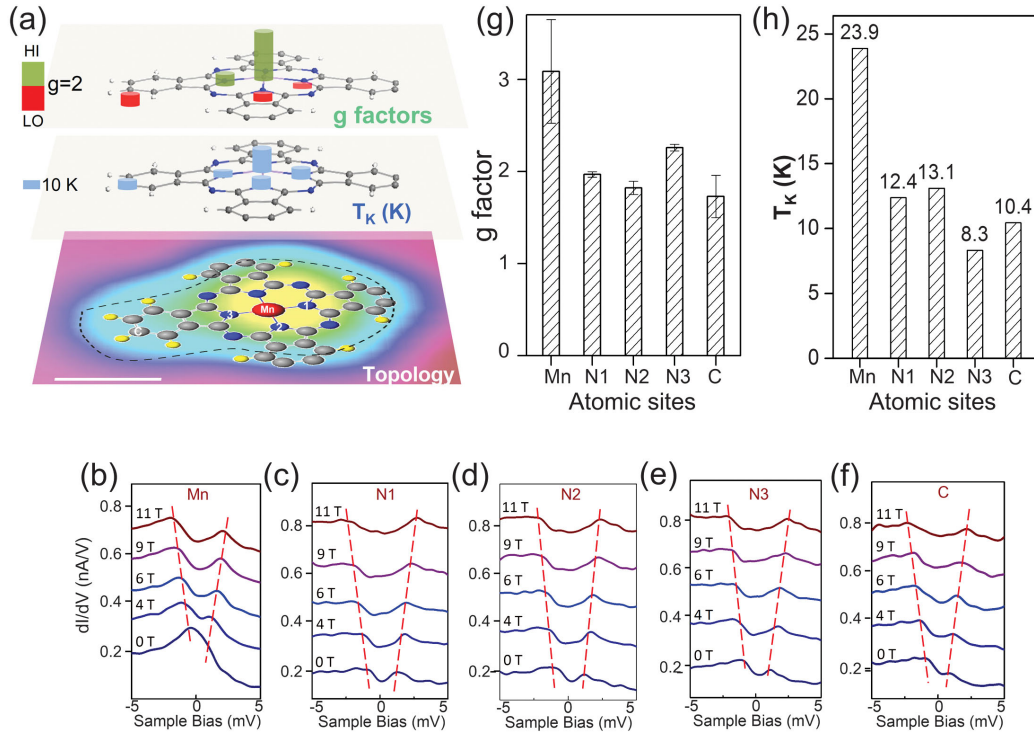 (a)
HI
g=2
LO
g factors
10 K
T_K (K)
C
3
Mn
1
2
Topology
(g)
g factor
3
2
1
0
Mn N1 N2 N3 C
Atomic sites
(h)
T_K (K)
25
20
15
10
5
0
23.9
12.4
13.1
8.3
10.4
Mn N1 N2 N3 C
Atomic sites
(b)
Mn
dI/dV (nA/V)
0.8
0.6
0.4
0.2
11 T
9 T
6 T
4 T
0 T
-5 0 5
Sample Bias (mV)
(c)
N1
0.8
0.6
0.4
0.2
11 T
9 T
6 T
4 T
0 T
-5 0 5
Sample Bias (mV)
(d)
N2
0.8
0.6
0.4
0.2
11 T
9 T
6 T
4 T
0 T
-5 0 5
Sample Bias (mV)
(e)
N3
0.8
0.6
0.4
0.2
11 T
9 T
6 T
4 T
0 T
-5 0 5
Sample Bias (mV)
(f)
C
0.8
0.6
0.4
0.2
11 T
9 T
6 T
4 T
0 T
-5 0 5
Sample Bias (mV)